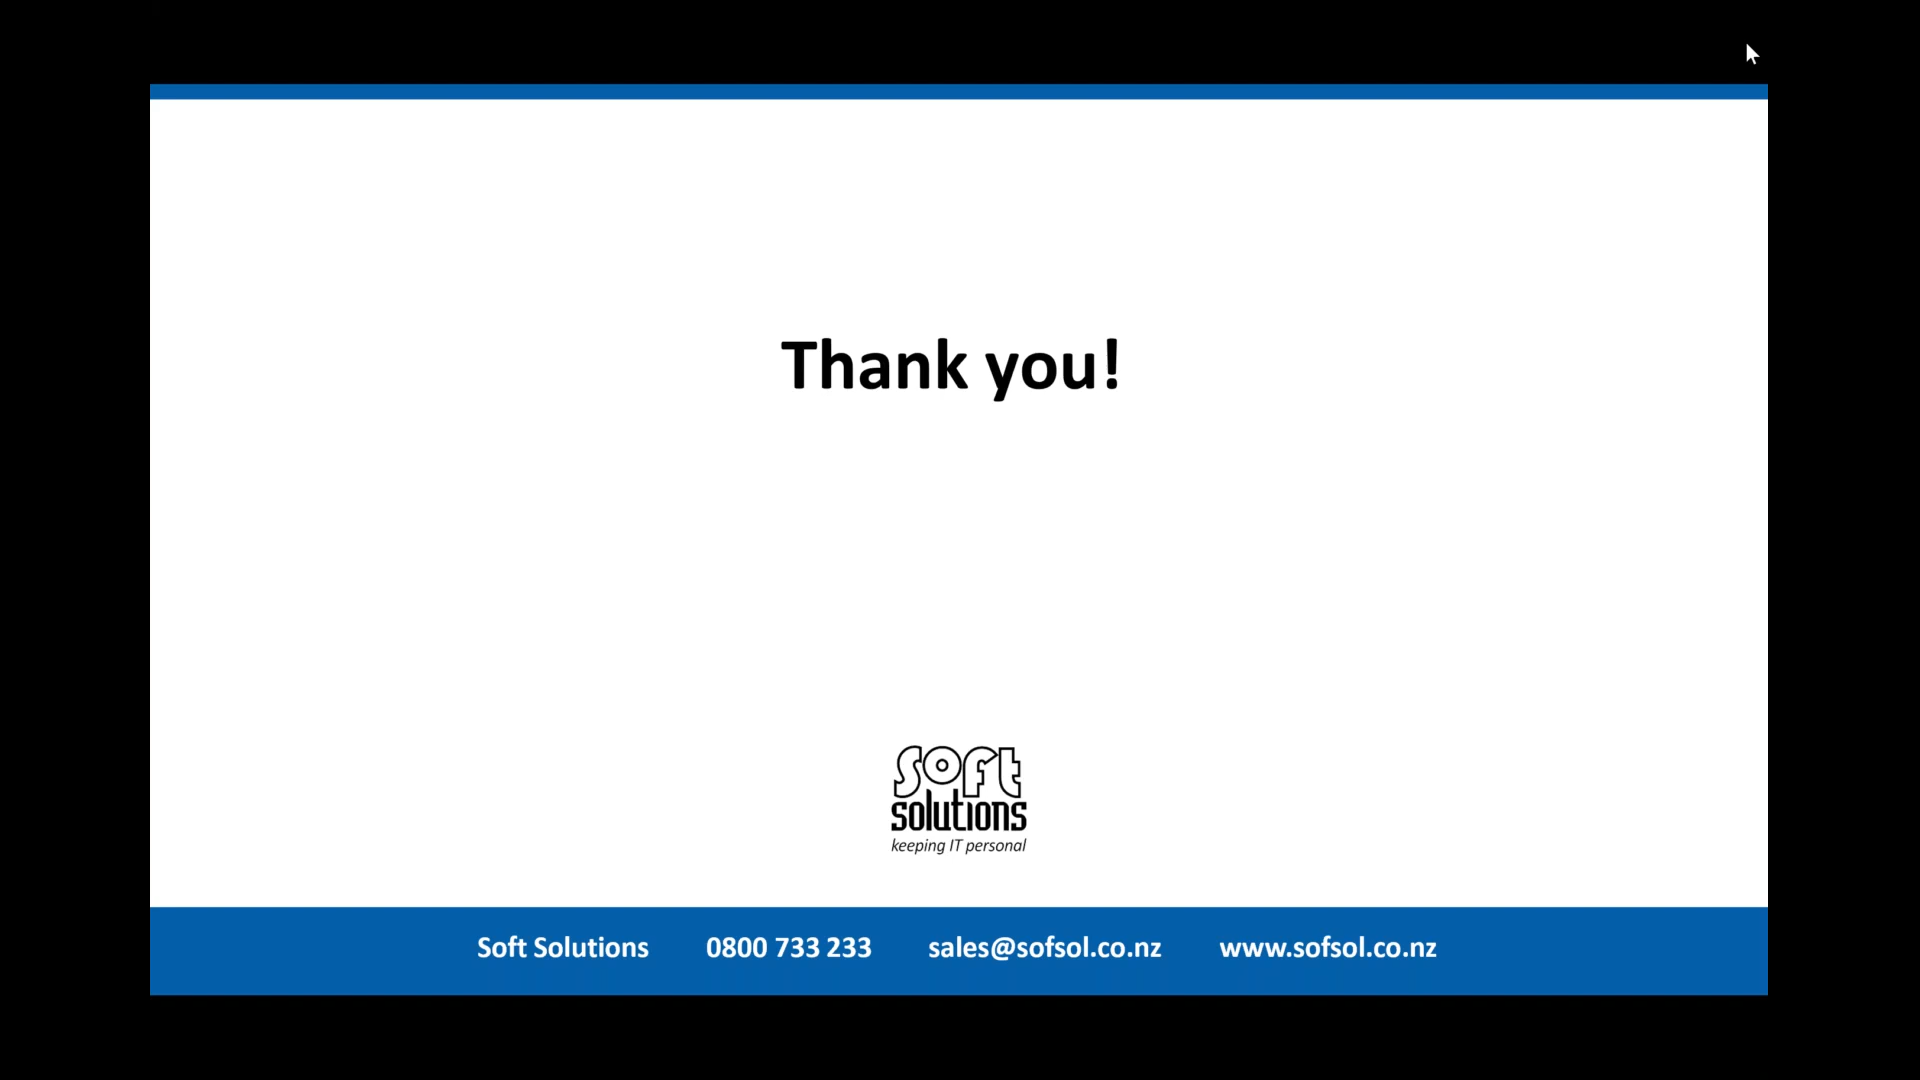 Thank you!
soft
solutions
keeping IT personal
Soft Solutions 0800 733 233 sales@sofsol.co.nz www.sofsol.co.nz